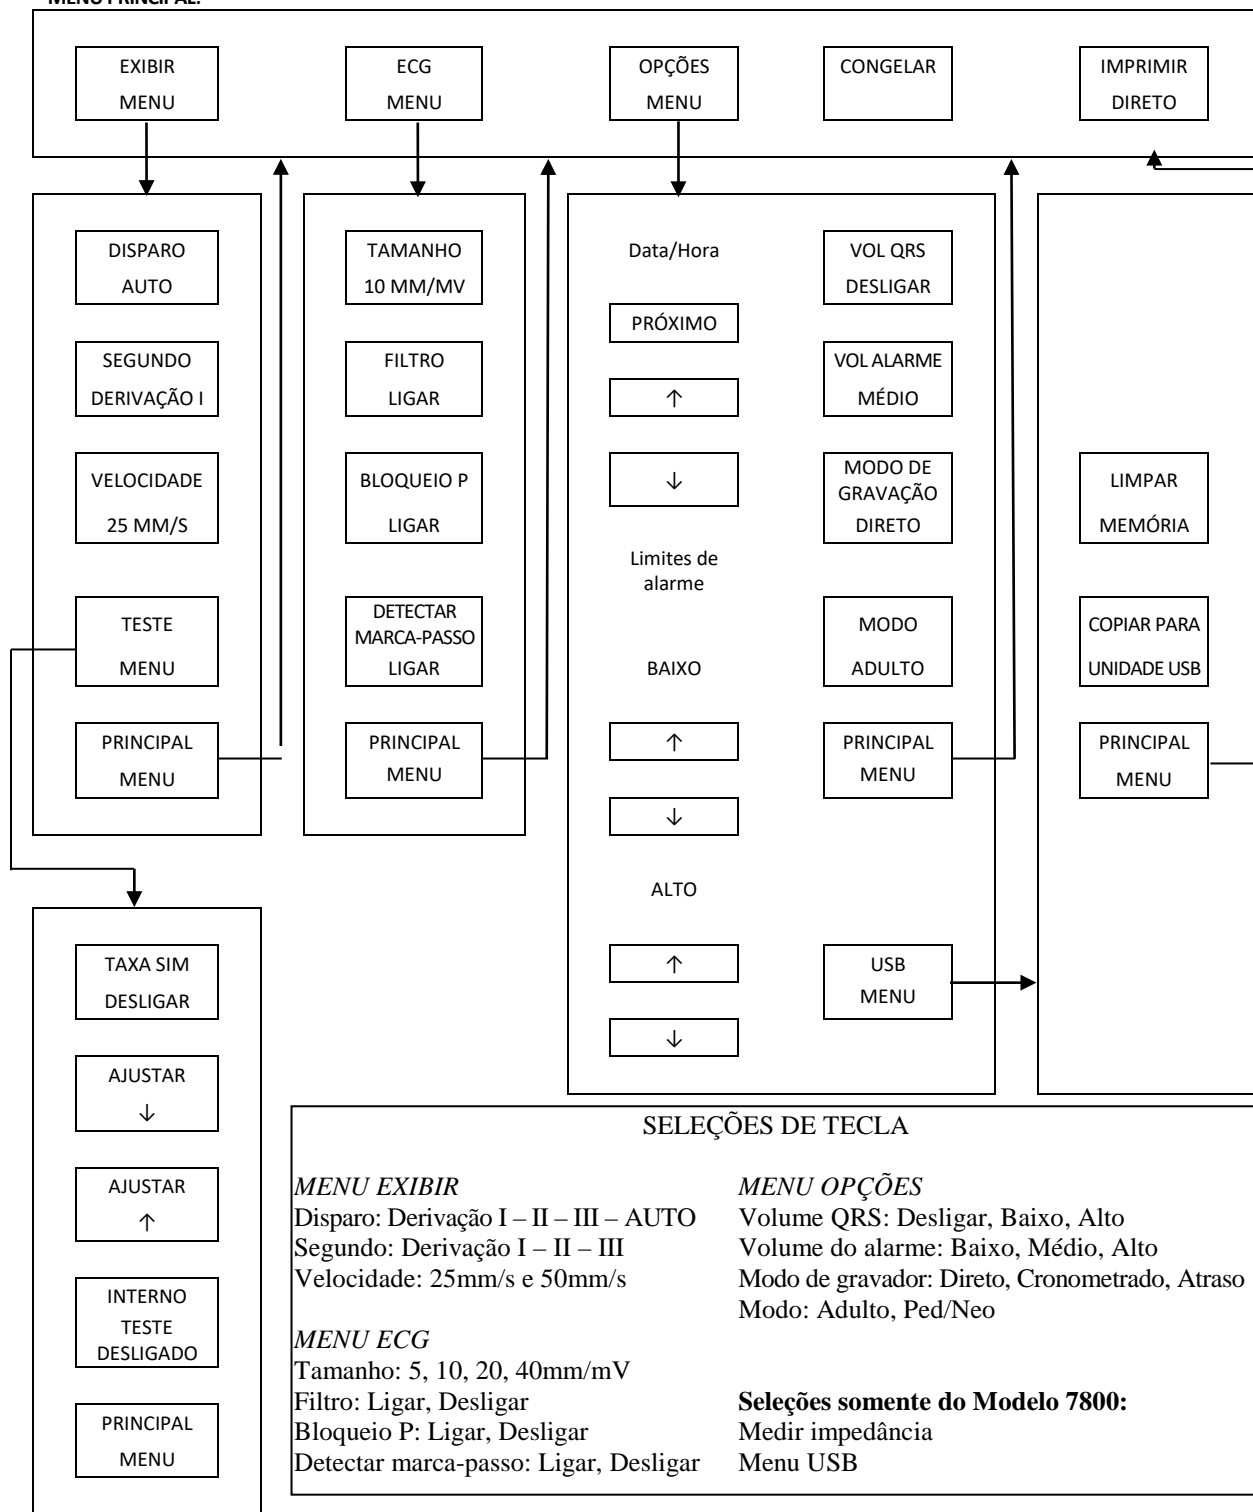 MENU PRINCIPAL:
EXIBIR
MENU
ECG
MENU
OPÇÕES
MENU
CONGELAR
IMPRIMIR
DIRETO
DISPARO
AUTO
SEGUNDO
DERIVAÇÃO I
VELOCIDADE
25 MM/S
TESTE
MENU
PRINCIPAL
MENU
TAMANHO
10 MM/MV
FILTRO
LIGAR
BLOQUEIO P
LIGAR
DETECTAR
MARCA-PASSO
LIGAR
PRINCIPAL
MENU
Data/Hora
PRÓXIMO
↑
↓
Limites de
alarme
BAIXO
↑
↓
ALTO
↑
↓
VOL QRS
DESLIGAR
VOL ALARME
MÉDIO
MODO DE
GRAVAÇÃO
DIRETO
MODO
ADULTO
PRINCIPAL
MENU
USB
MENU
LIMPAR
MEMÓRIA
COPIAR PARA
UNIDADE USB
PRINCIPAL
MENU
TAXA SIM
DESLIGAR
AJUSTAR
↓
AJUSTAR
↑
INTERNO
TESTE
DESLIGADO
PRINCIPAL
MENU
SELEÇÕES DE TECLA
MENU EXIBIR
Disparo: Derivação I – II – III – AUTO
Segundo: Derivação I – II – III
Velocidade: 25mm/s e 50mm/s
MENU ECG
Tamanho: 5, 10, 20, 40mm/mV
Filtro: Ligar, Desligar
Bloqueio P: Ligar, Desligar
Detectar marca-passo: Ligar, Desligar
MENU OPÇÕES
Volume QRS: Desligar, Baixo, Alto
Volume do alarme: Baixo, Médio, Alto
Modo de gravador: Direto, Cronometrado, Atraso
Modo: Adulto, Ped/Neo
Seleções somente do Modelo 7800:
Medir impedância
Menu USB